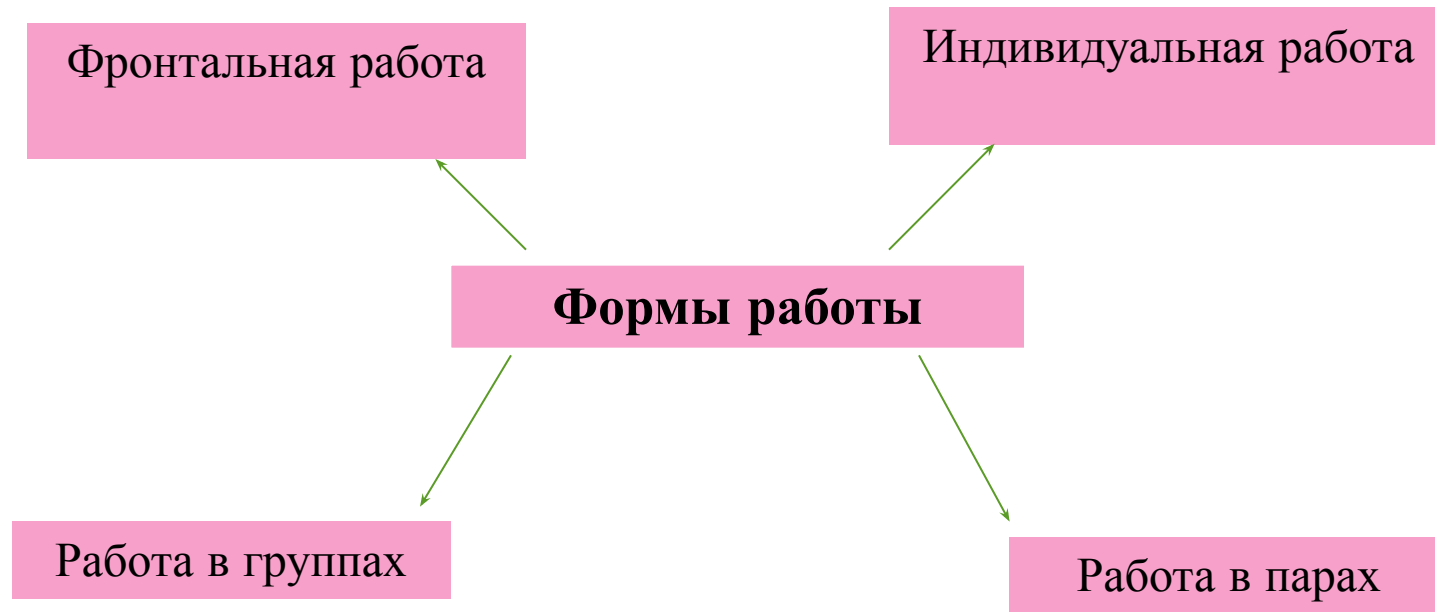 Фронтальная работа
Индивидуальная работа
Формы работы
Работа в группах
Работа в парах